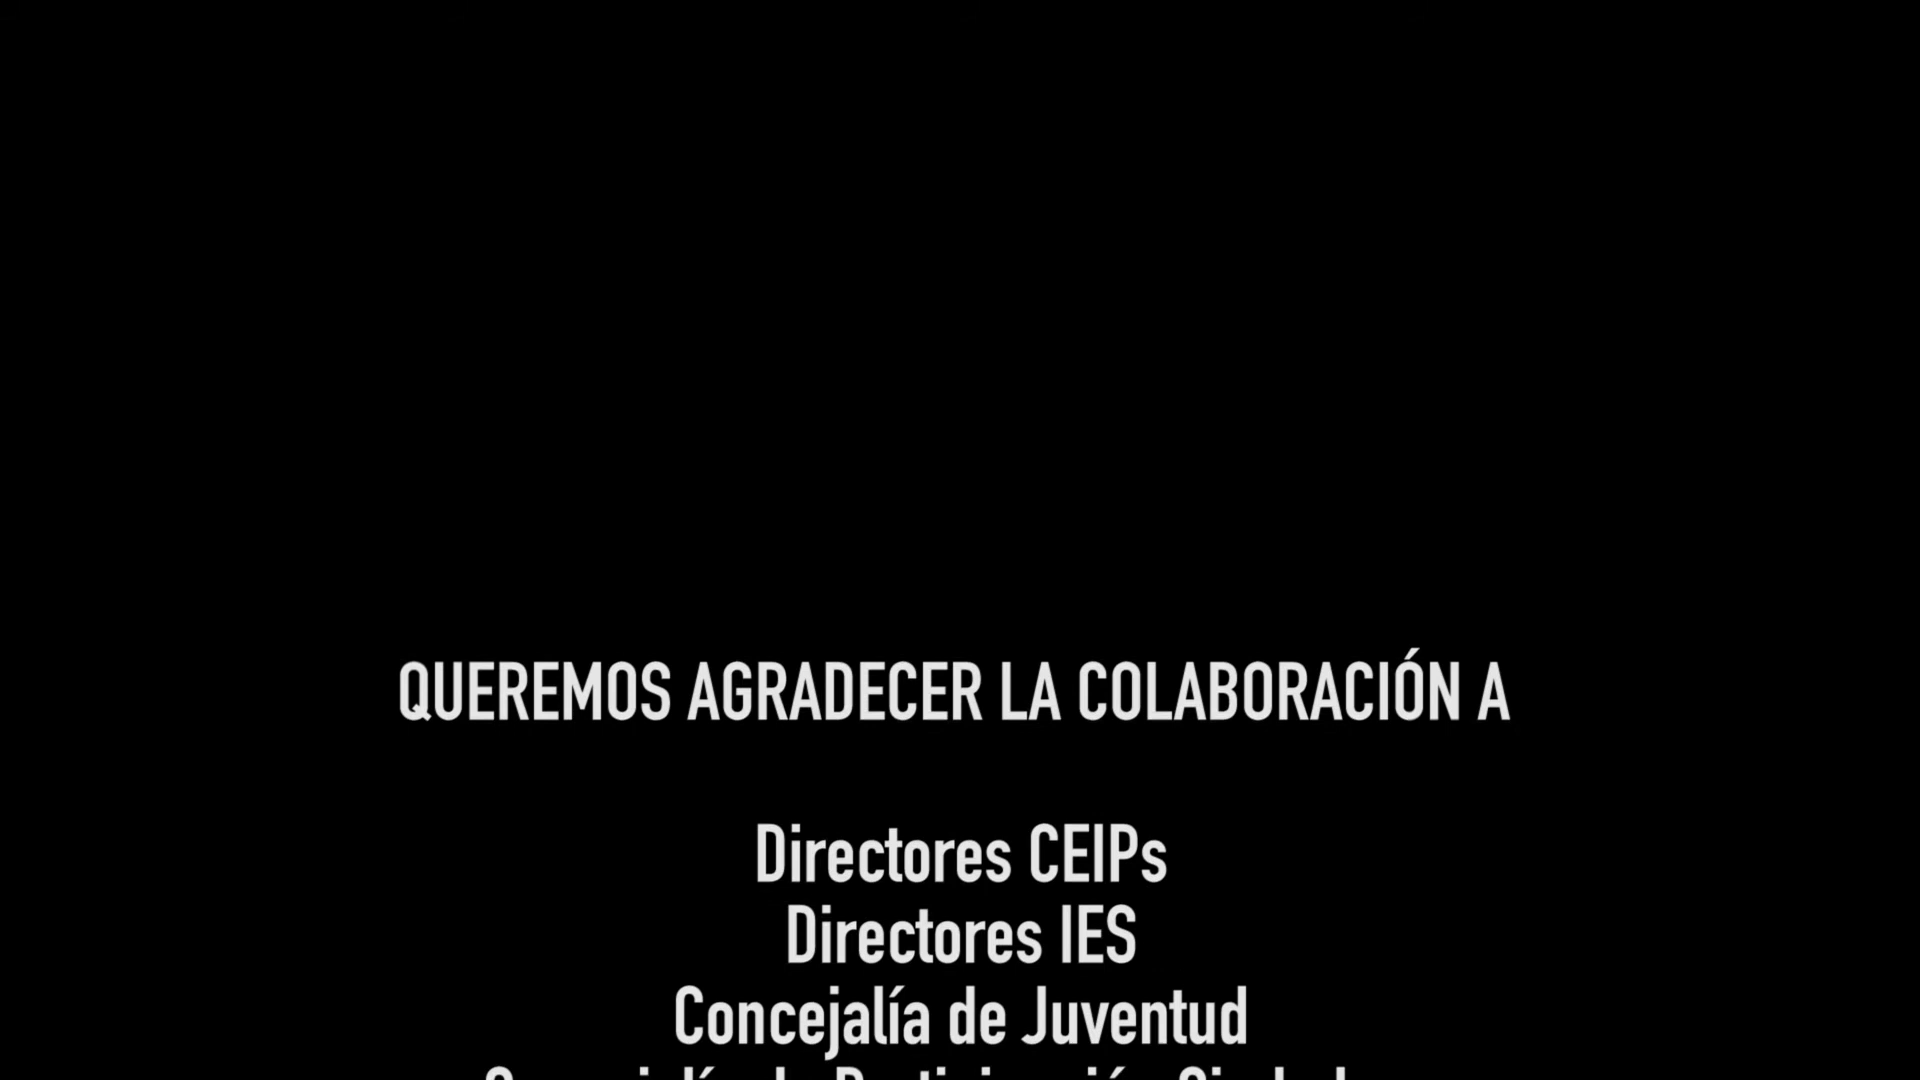 QUEREMOS AGRADECER LA COLABORACIÓN A
Directores CEIPs
Directores IES
Concejalía de Juventud